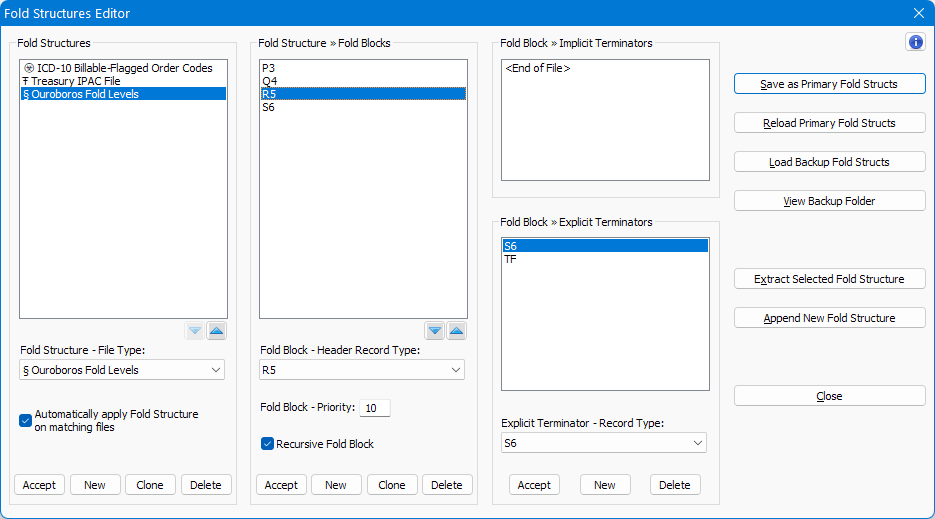 Fold Structures Editor
Fold Structures
☣ ICD-10 Billable-Flagged Order Codes
Ŧ Treasury IPAC File
§ Ouroboros Fold Levels
Fold Structure - File Type:
§ Ouroboros Fold Levels
Automatically apply Fold Structure
on matching files
Accept
New
Clone
Delete
Fold Structure » Fold Blocks
P3
Q4
R5
S6
Fold Block - Header Record Type:
R5
Fold Block - Priority: 10
Recursive Fold Block
Accept
New
Clone
Delete
Fold Block » Implicit Terminators
<End of File>
Fold Block » Explicit Terminators
S6
TF
Explicit Terminator - Record Type:
S6
Accept
New
Delete
Save as Primary Fold Structs
Reload Primary Fold Structs
Load Backup Fold Structs
View Backup Folder
Extract Selected Fold Structure
Append New Fold Structure
Close